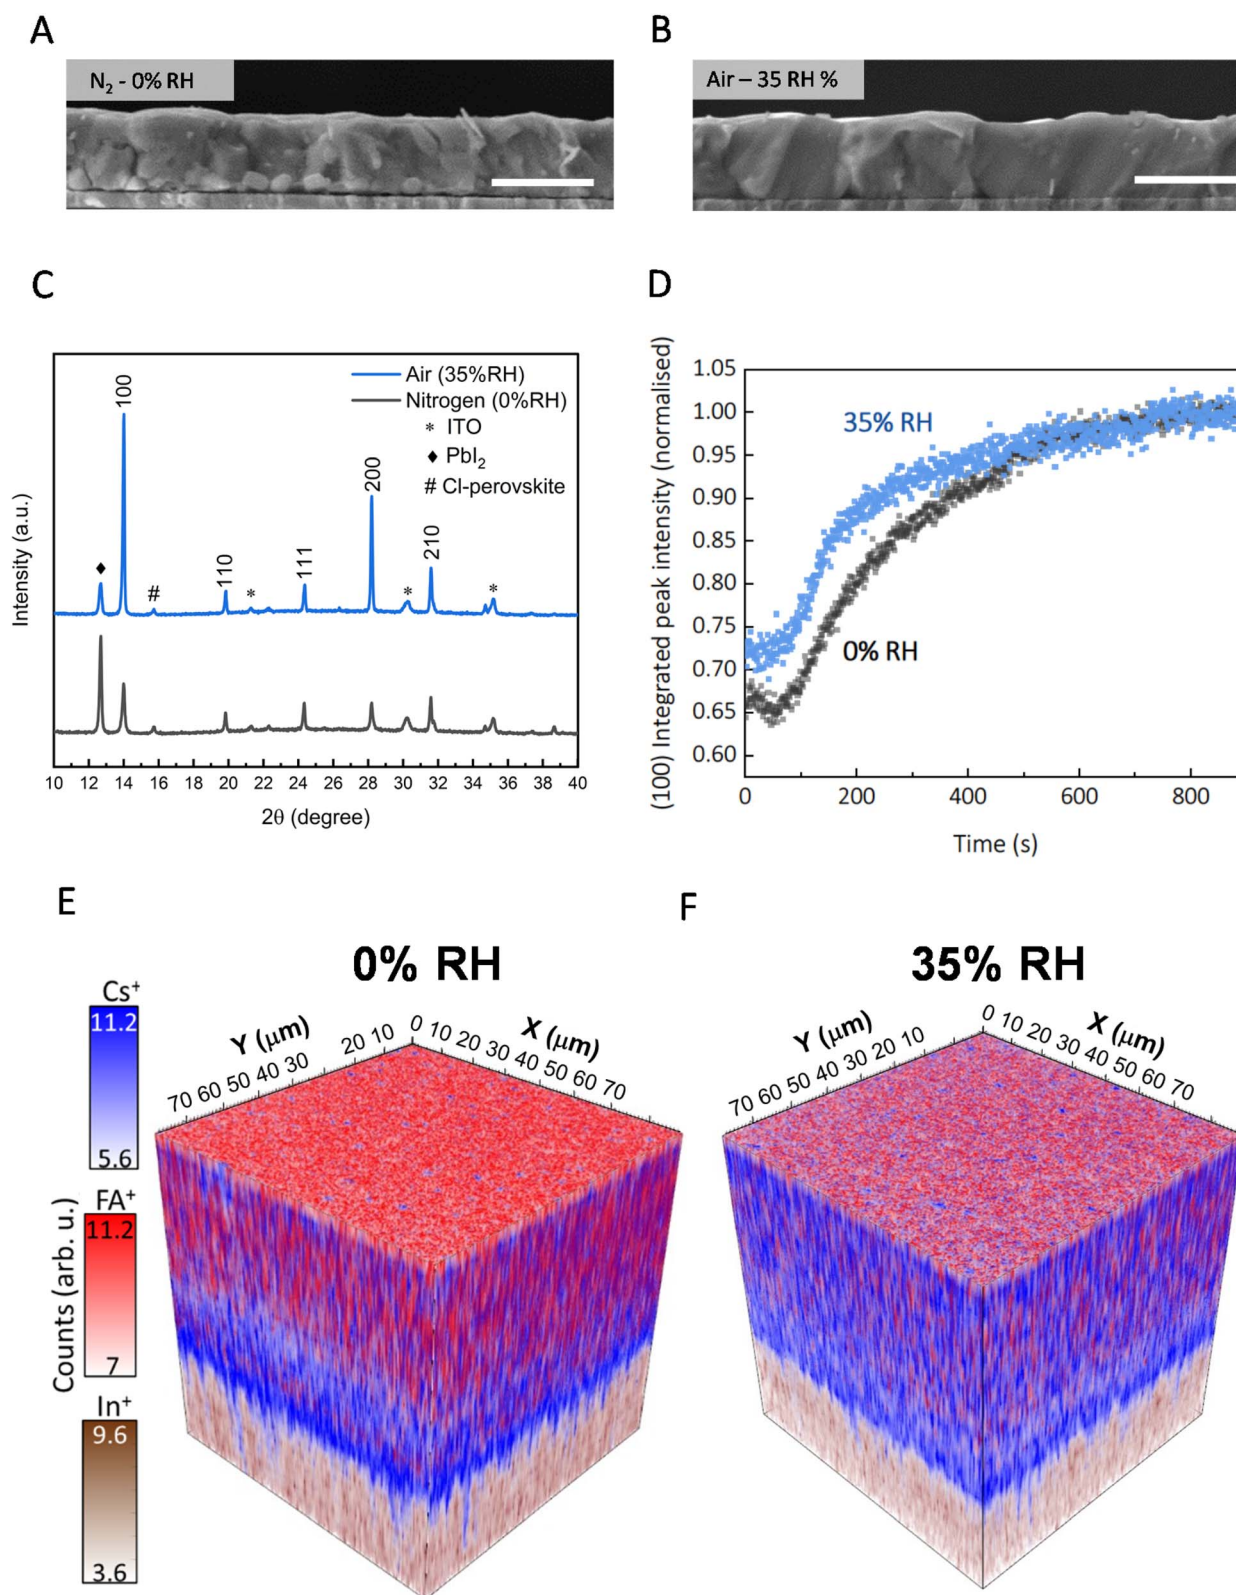 A
N₂ - 0% RH
B
Air – 35 RH %
C
Intensity (a.u.)
100
110
111
200
210
♦
#
*
*
*
Air (35%RH)
Nitrogen (0%RH)
* ITO
♦ PbI₂
# Cl-perovskite
10 12 14 16 18 20 22 24 26 28 30 32 34 36 38 40
2θ (degree)
D
(100) Integrated peak intensity (normalised)
1.05
1.00
0.95
0.90
0.85
0.80
0.75
0.70
0.65
0.60
35% RH
0% RH
0 200 400 600 800
Time (s)
E
0% RH
Cs⁺
11.2
5.6
FA⁺
11.2
7
In⁺
9.6
3.6
Counts (arb. u.)
Y (μm)
70 60 50 40 30 20 10
X (μm)
0 10 20 30 40 50 60 70
F
35% RH
Y (μm)
70 60 50 40 30 20 10
X (μm)
0 10 20 30 40 50 60 70